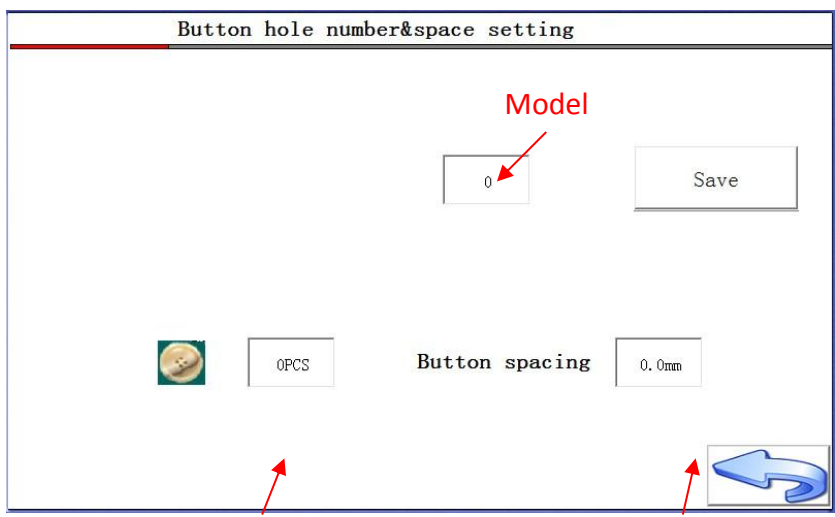 Button hole number&space setting
Model
0
Save
0PCS
Button spacing
0.0mm